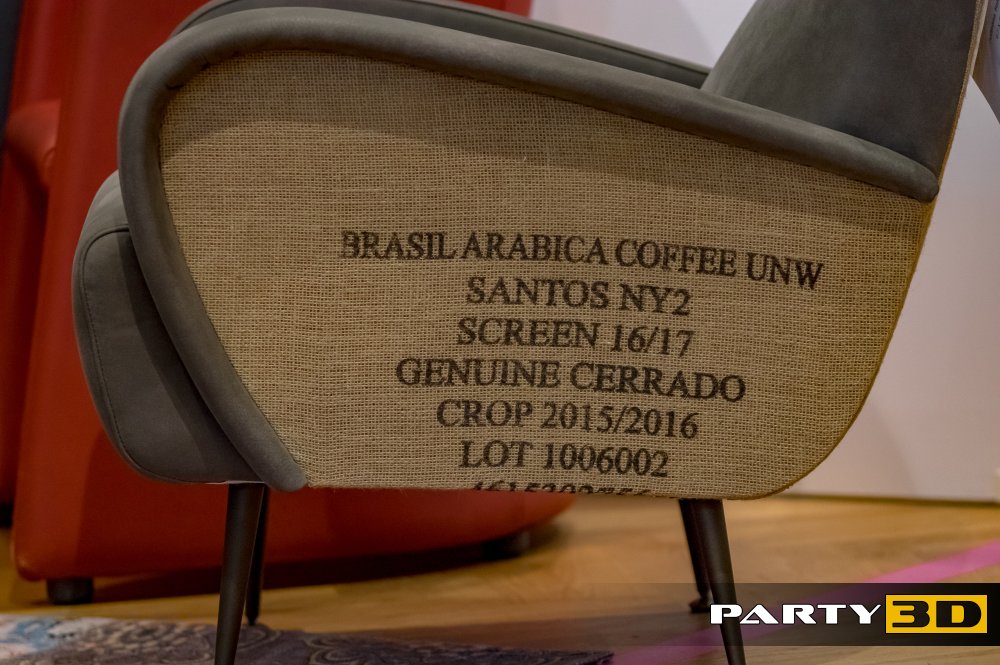 BRASIL ARABICA COFFEE UNW
SANTOS NY2
SCREEN 16/17
GENUINE CERRADO
CROP 2015/2016
LOT 1006002
PARTY 3D